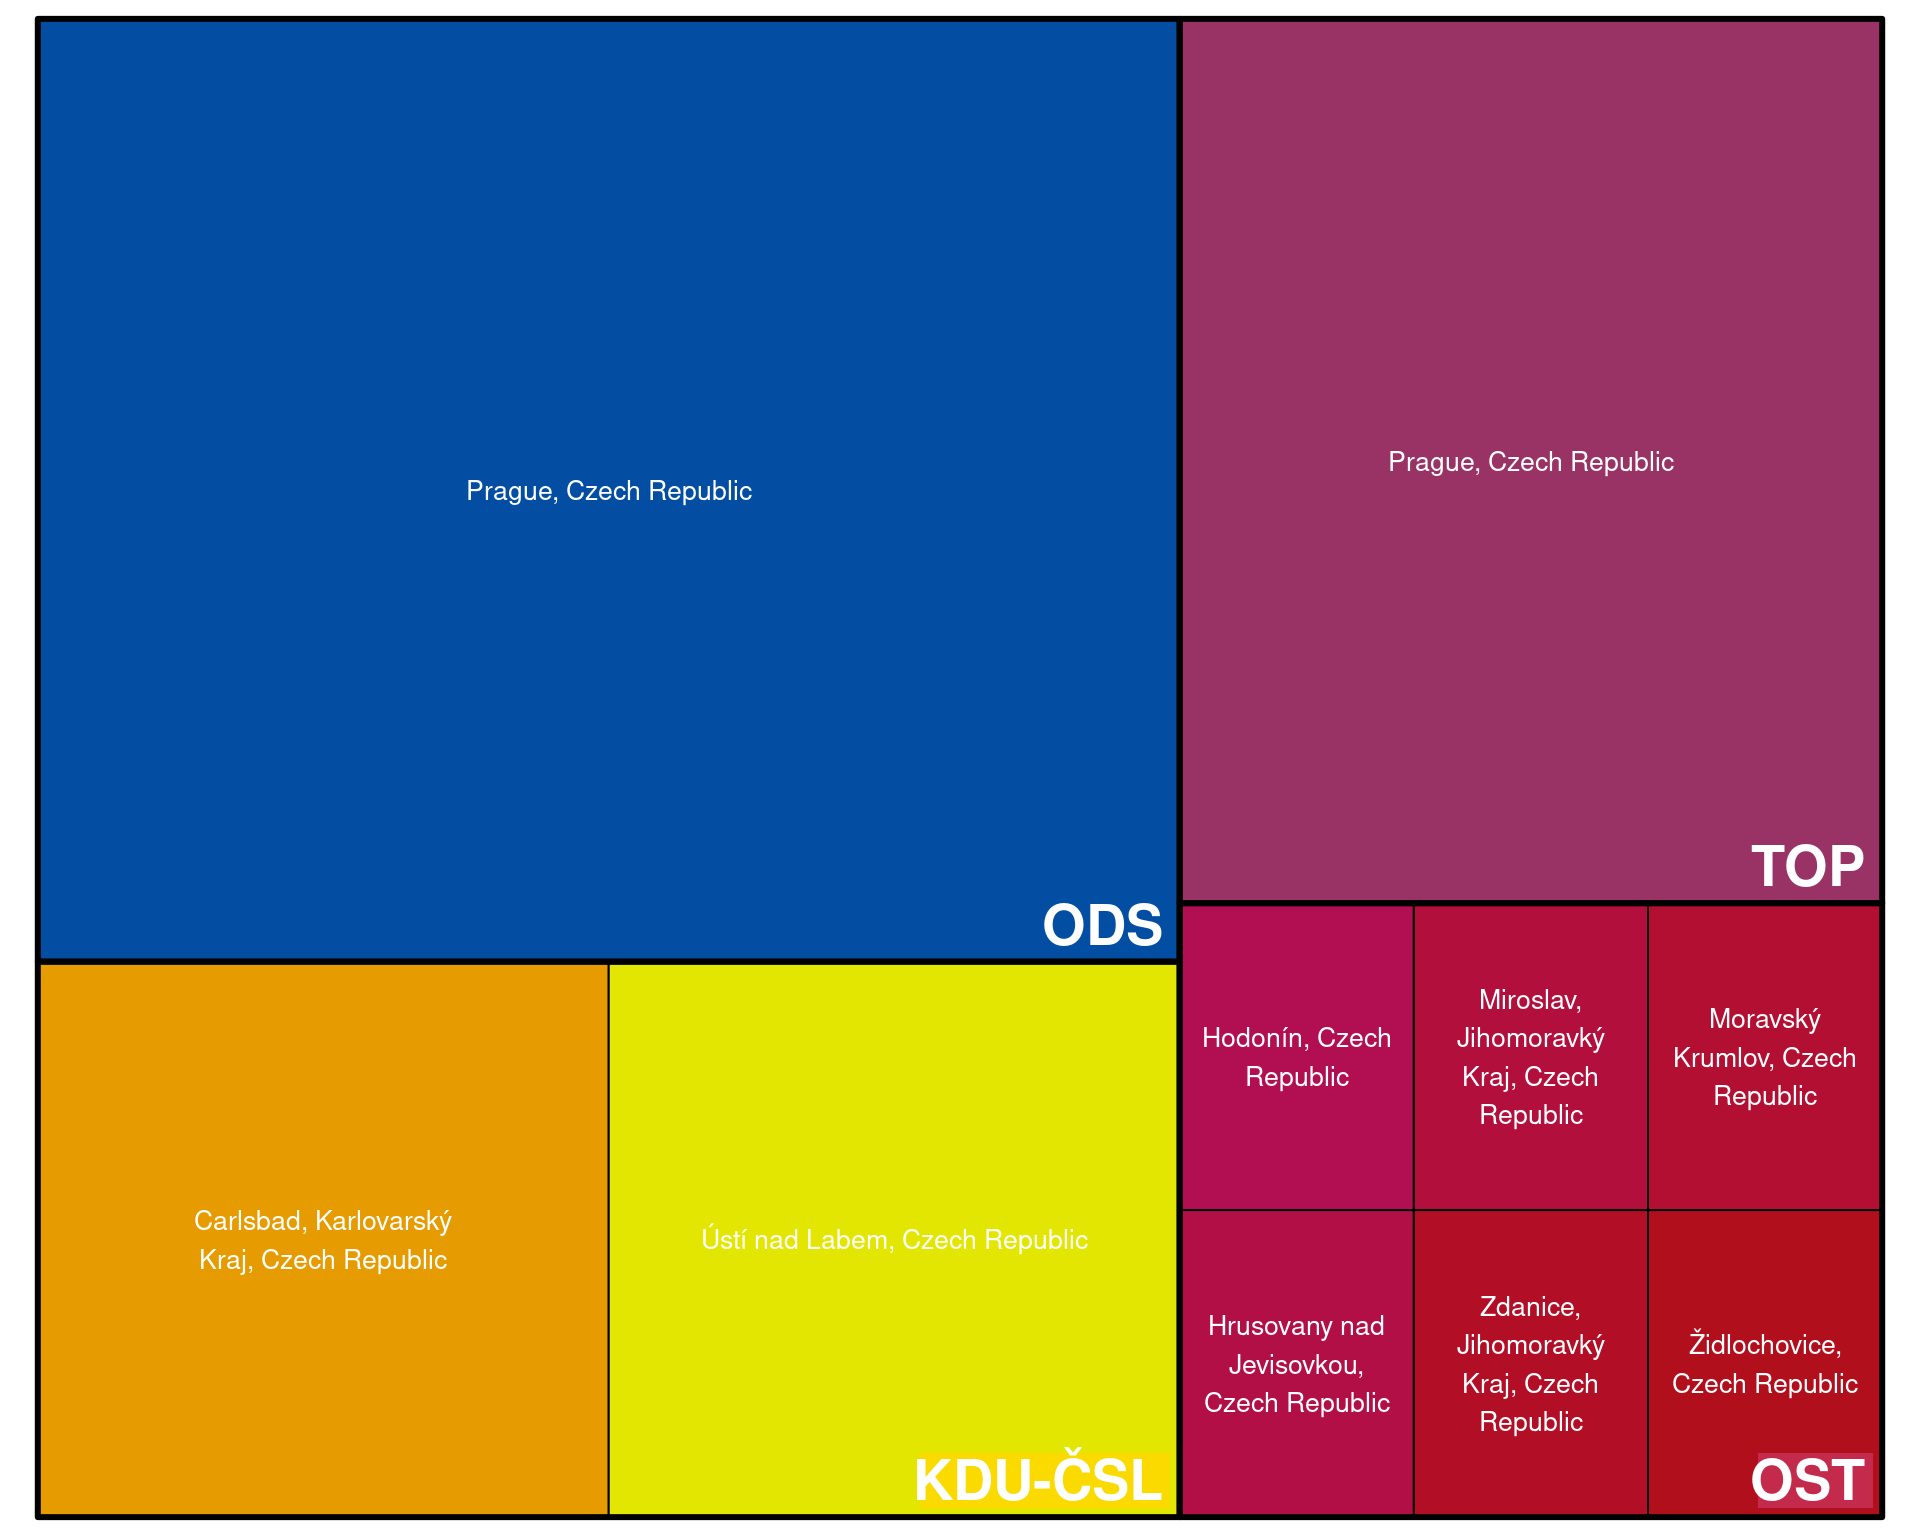 Prague, Czech Republic
ODS
Prague, Czech Republic
TOP
Carlsbad, Karlovarský
Kraj, Czech Republic
Ústí nad Labem, Czech Republic
KDU-ČSL
Hodonín, Czech
Republic
Miroslav,
Jihomoravký
Kraj, Czech
Republic
Moravský
Krumlov, Czech
Republic
Hrusovany nad
Jevisovkou,
Czech Republic
Zdanice,
Jihomoravký
Kraj, Czech
Republic
Židlochovice,
Czech Republic
OST